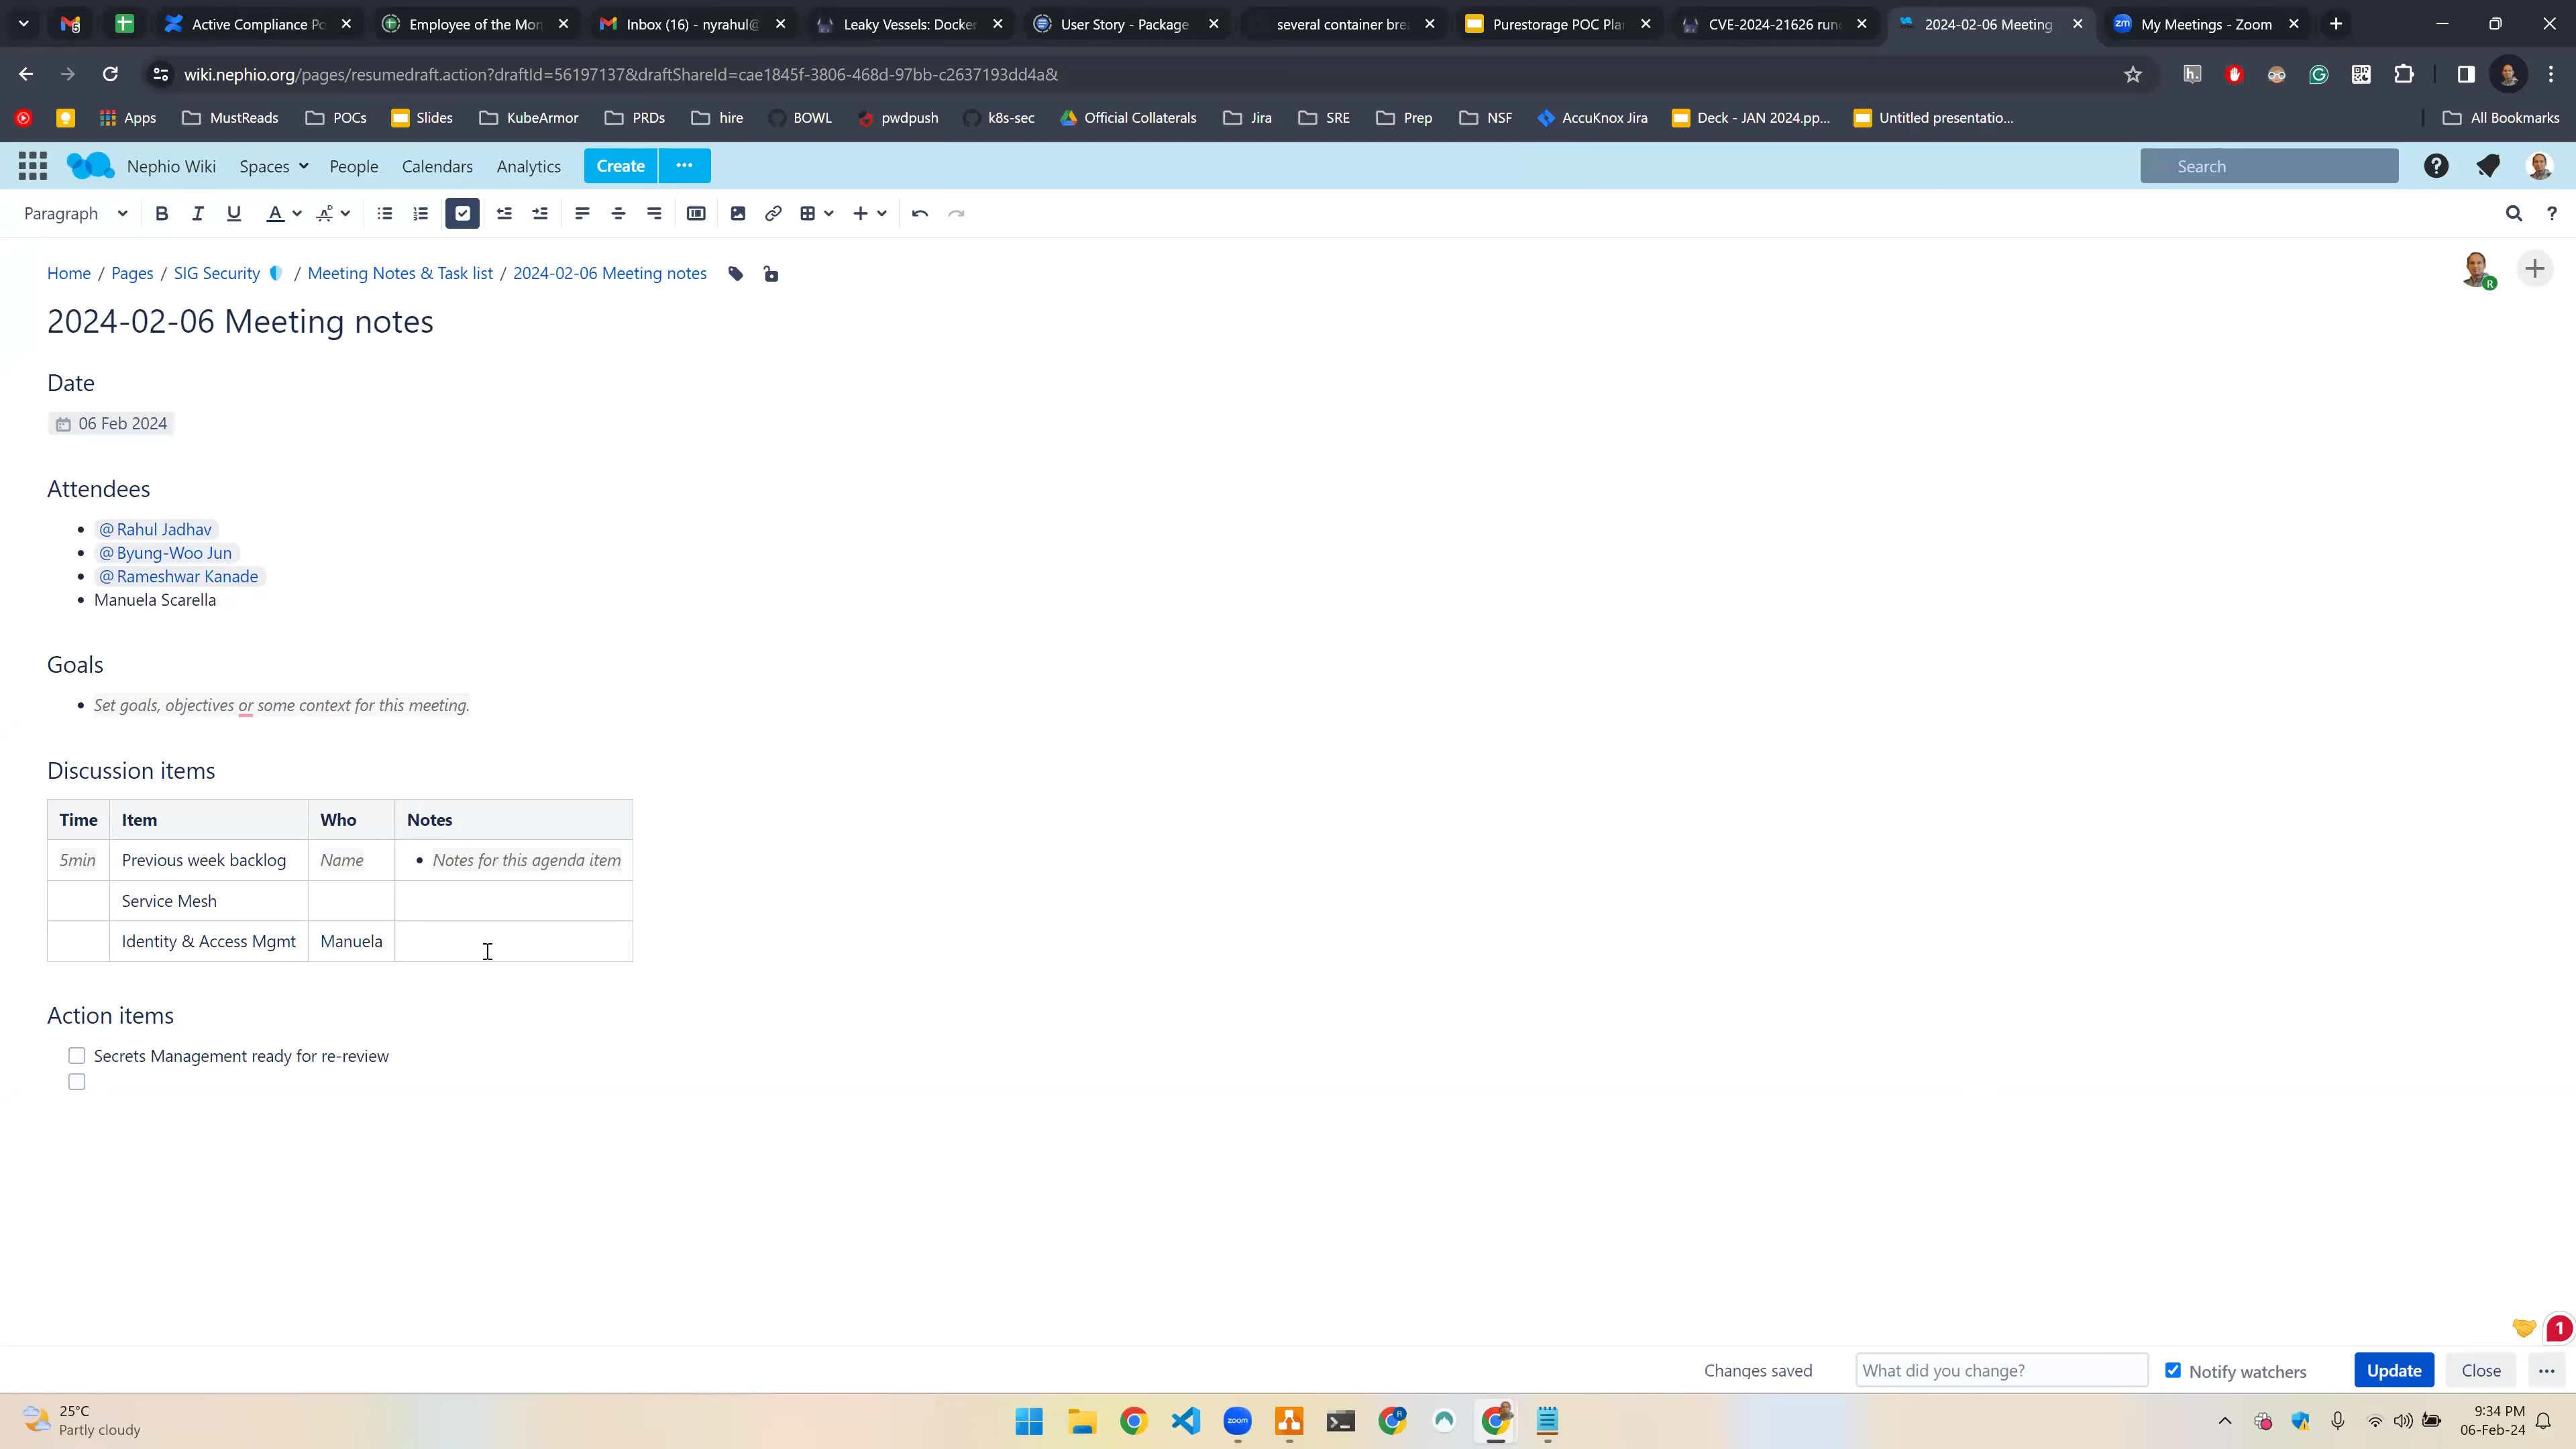 Active Compliance Po
Employee of the Mon
Inbox (16) - nyrahul@
Leaky Vessels: Docker
User Story - Package
several container bre
Purestorage POC Pla
CVE-2024-21626 run
2024-02-06 Meeting
My Meetings - Zoom
wiki.nephio.org/pages/resumedraft.action?draftId=56197137&draftShareId=cae1845f-3806-468d-97bb-c2637193dd4a&
Apps
MustReads
POCs
Slides
KubeArmor
PRDs
hire
BOWL
pwdpush
k8s-sec
Official Collaterals
Jira
SRE
Prep
NSF
AccuKnox Jira
Deck - JAN 2024.pp...
Untitled presentatio...
All Bookmarks
Nephio Wiki
Spaces
People
Calendars
Analytics
Create
Search
Paragraph
Home / Pages / SIG Security / Meeting Notes & Task list / 2024-02-06 Meeting notes
2024-02-06 Meeting notes
Date
06 Feb 2024
Attendees
@Rahul Jadhav
@Byung-Woo Jun
@Rameshwar Kanade
Manuela Scarella
Goals
Set goals, objectives or some context for this meeting.
Discussion items
Time Item Who Notes
5min Previous week backlog Name Notes for this agenda item
Service Mesh
Identity & Access Mgmt Manuela
Action items
Secrets Management ready for re-review
1
Changes saved
What did you change?
Notify watchers
Update
Close
25°C
Partly cloudy
zoom
9:34 PM
06-Feb-24